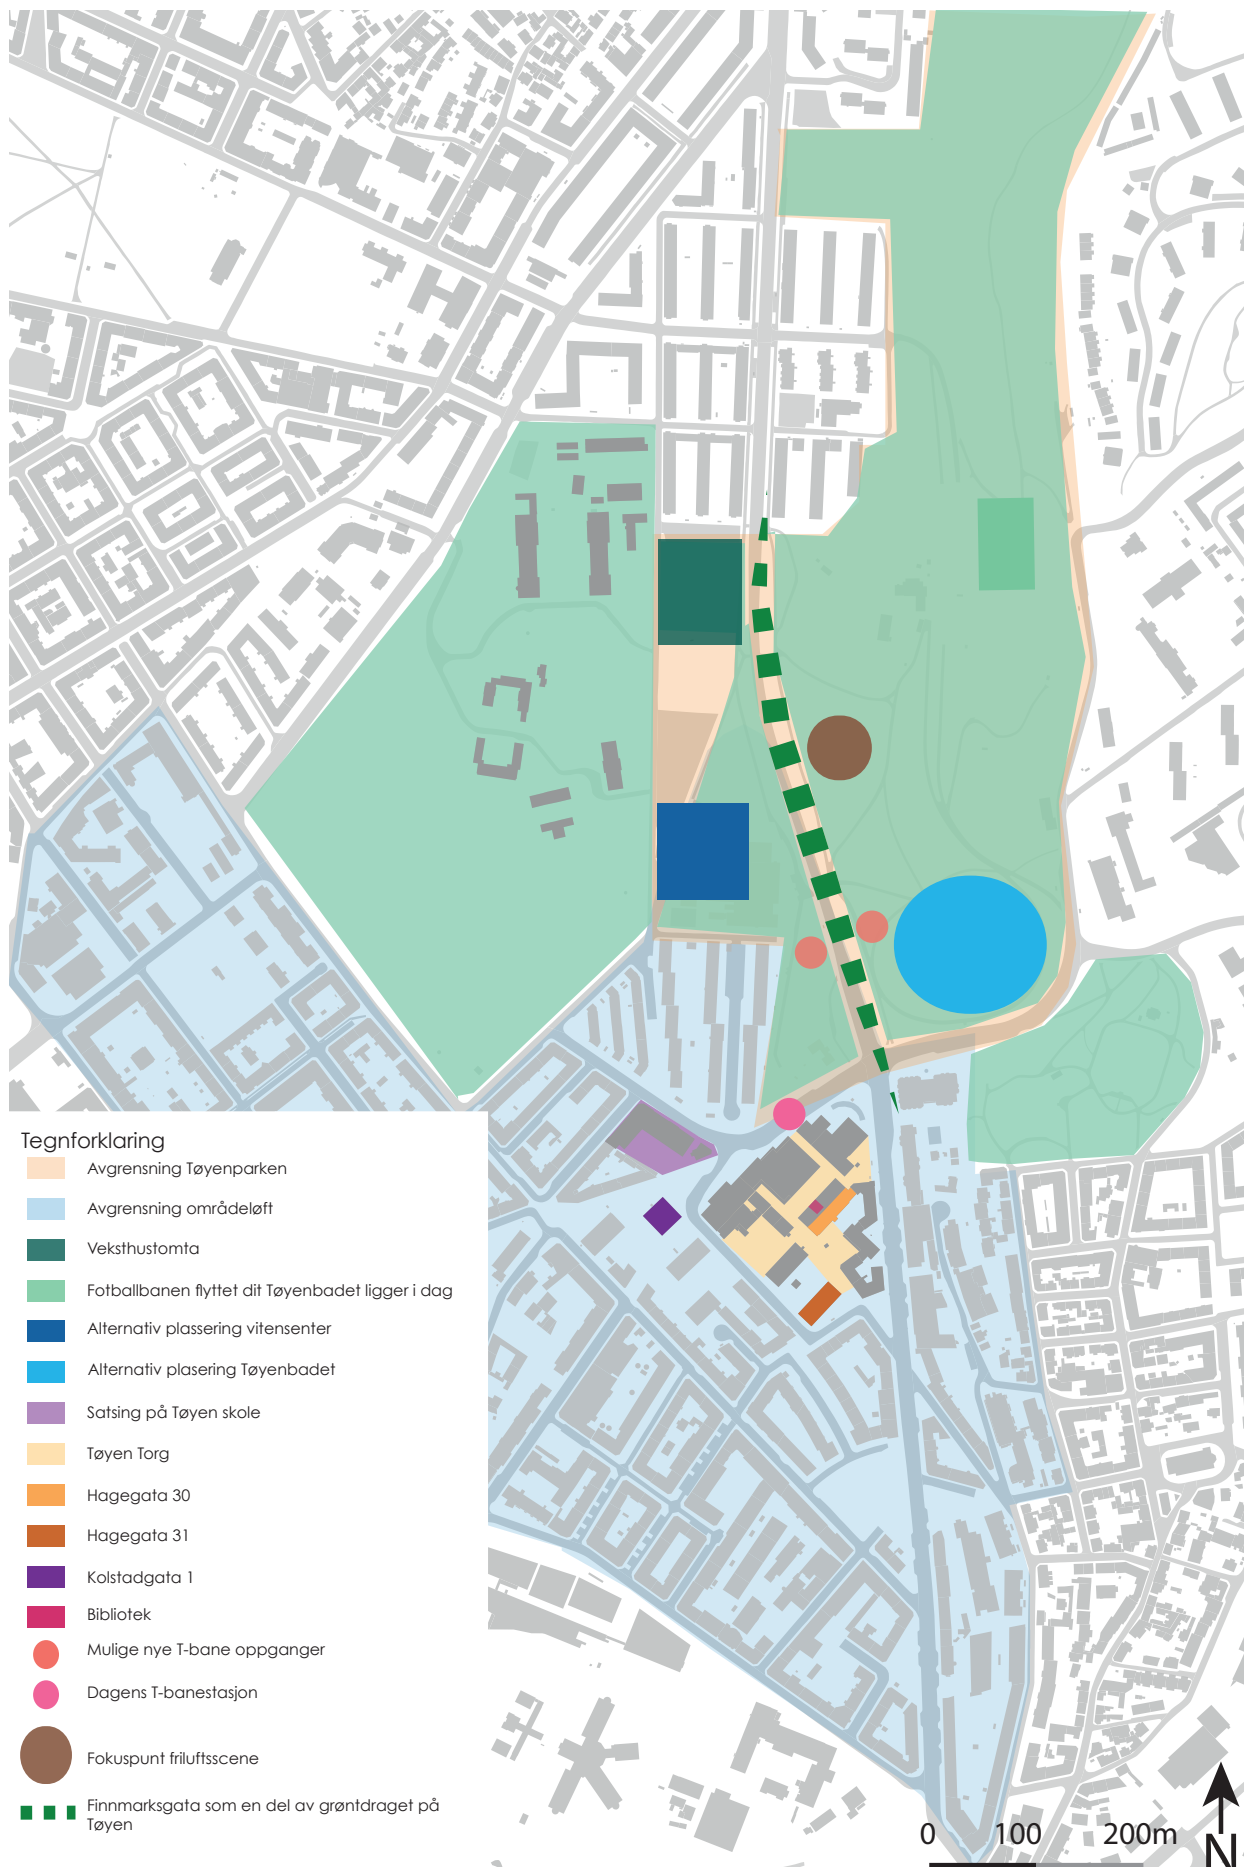 Tegnforklaring
Avgrensning Tøyenparken
Avgrensning områdeløft
Veksthustomta
Fotballbanen flyttet dit Tøyenbadet ligger i dag
Alternativ plassering vitensenter
Alternativ plasering Tøyenbadet
Satsing på Tøyen skole
Tøyen Torg
Hagegata 30
Hagegata 31
Kolstadgata 1
Bibliotek
Mulige nye T-bane oppganger
Dagens T-banestasjon
Fokuspunt friluftsscene
Finnmarksgata som en del av grøntdraget på
Tøyen
0 100 200m
N